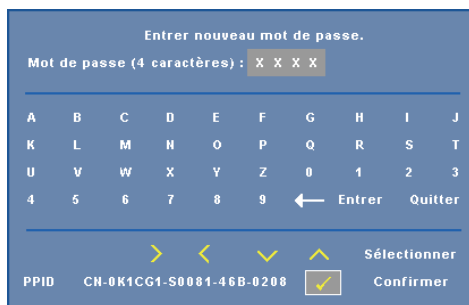 Entrer nouveau mot de passe.
Mot de passe (4 caractères) : X X X X
A B C D E F G H I J
K L M N O P Q R S T
U V W X Y Z 0 1 2 3
4 5 6 7 8 9 ← Entrer Quitter
Sélectionner
PPID CN-0K1CG1-S0081-46B-0208 ✓ Confirmer